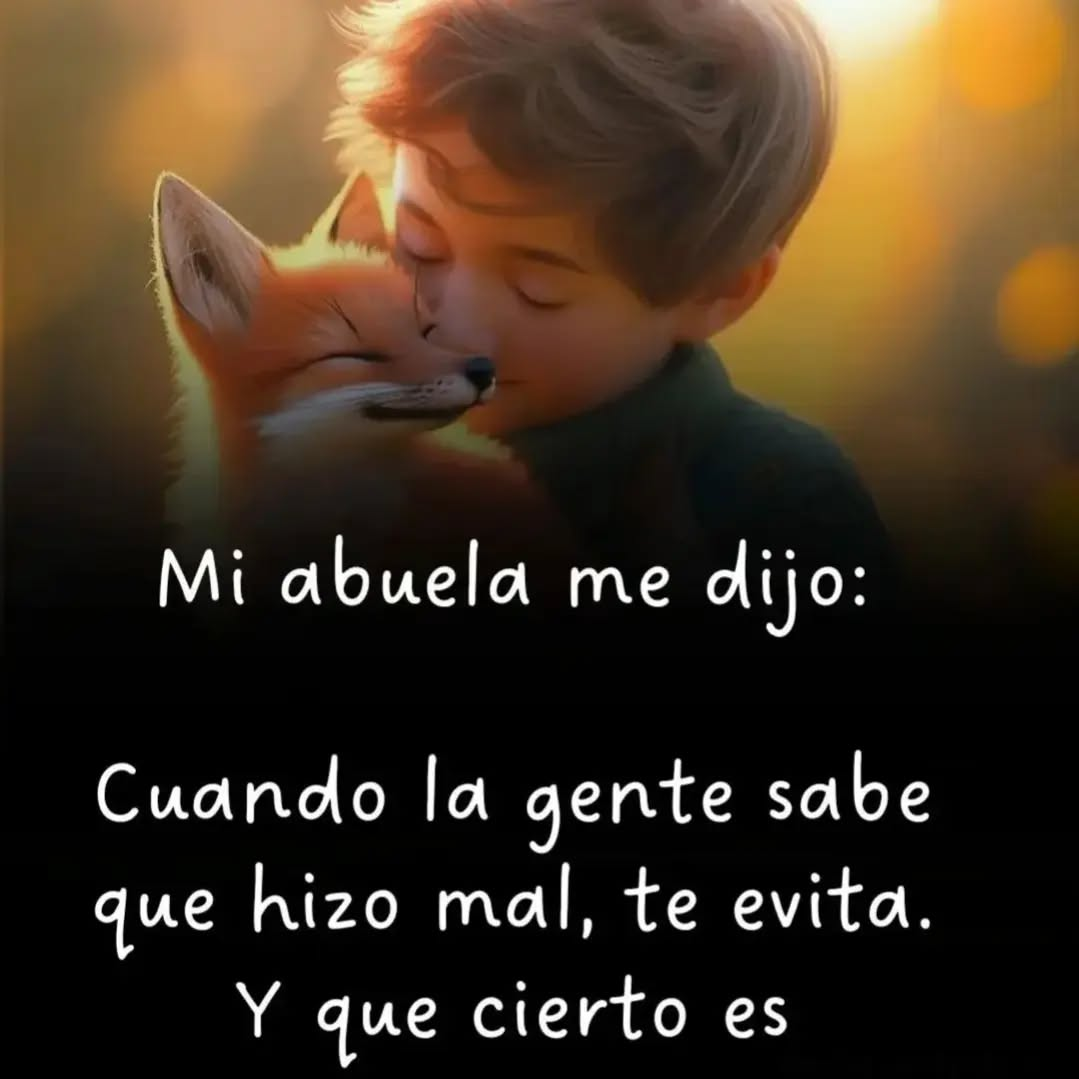 Mi abuela me dijo:
Cuando la gente sabe
que hizo mal, te evita.
Y que cierto es